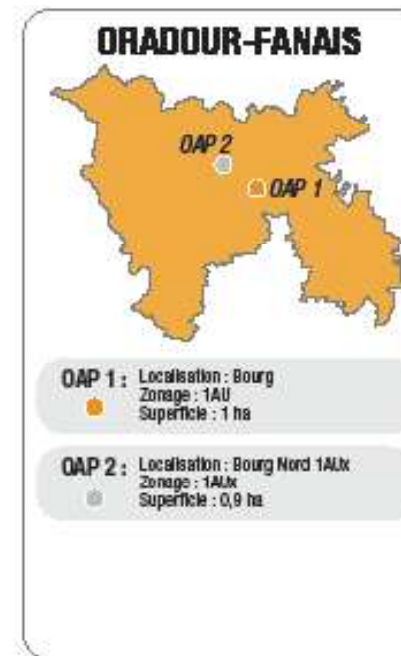 ORADOUR-FANAIS
OAP 2
OAP 1
OAP 1 : Localisation : Bourg
Zonage : 1AU
Superficie : 1 ha
OAP 2 : Localisation : Bourg Nord 1AUx
Zonage : 1AUx
Superficie : 0,9 ha